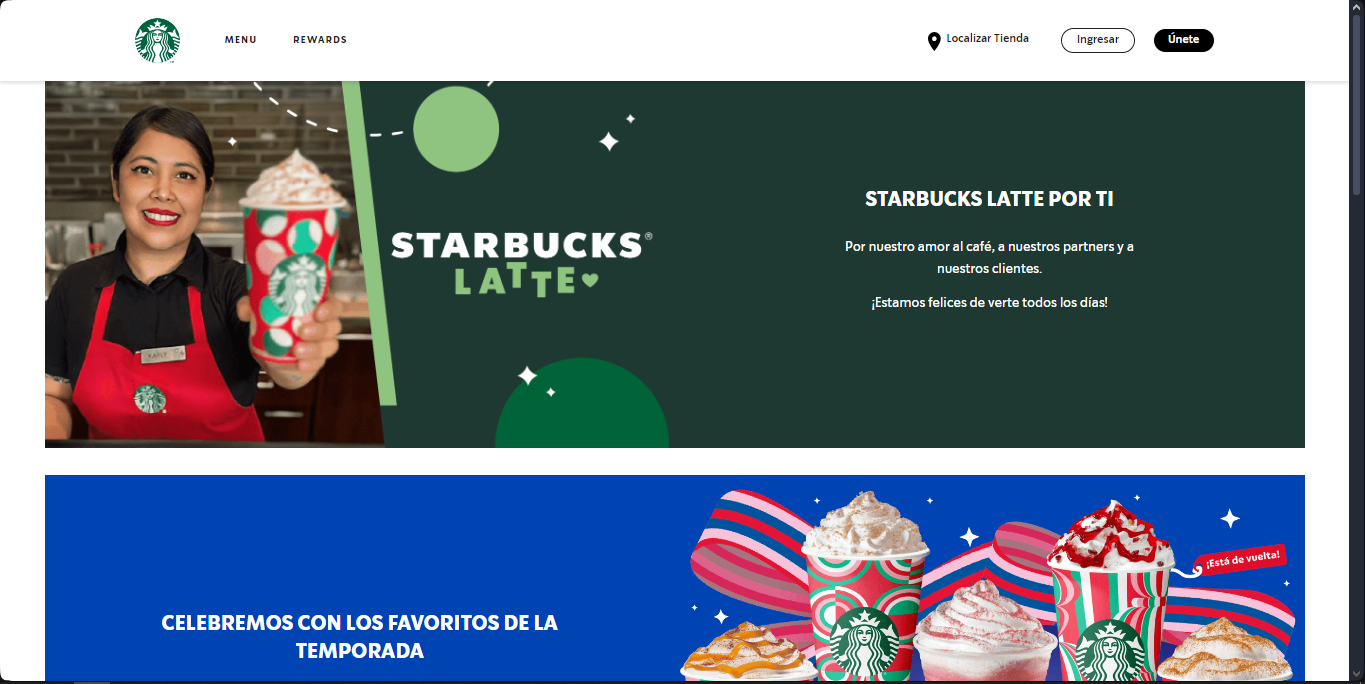 MENU
REWARDS
Localizar Tienda
Ingresar
Únete
STARBUCKS®
LATTE
STARBUCKS LATTE POR TI
Por nuestro amor al café, a nuestros partners y a
nuestros clientes.
¡Estamos felices de verte todos los días!
¡Está de vuelta!
CELEBREMOS CON LOS FAVORITOS DE LA
TEMPORADA